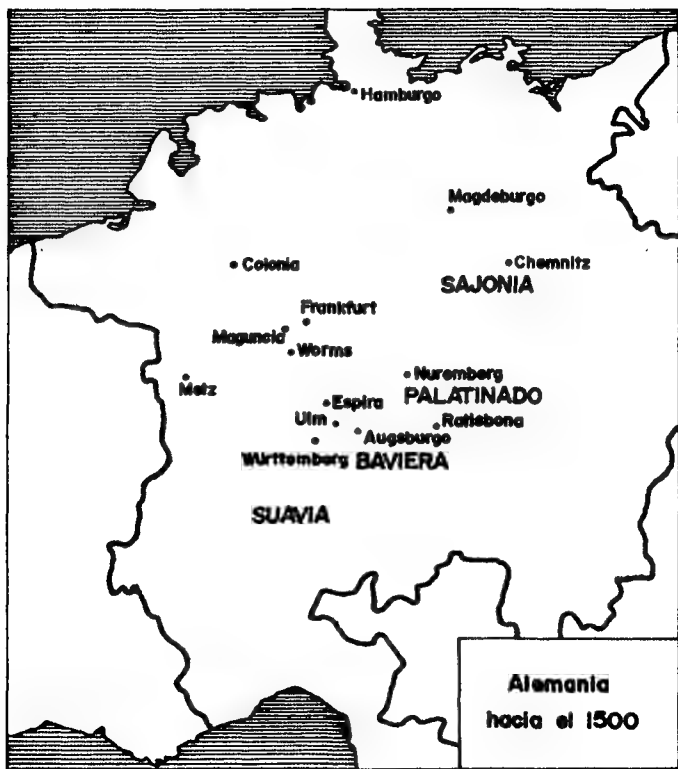 Hamburgo
Magdeburgo
Colonia
Chemnitz
SAJONIA
Frankfurt
Maguncia
Worms
Metz
Nuremberg
PALATINADO
Espira
Ulm
Ratisbona
Augsburgo
Württemberg
BAVIERA
SUAVIA
Alemania
hacia el 1500